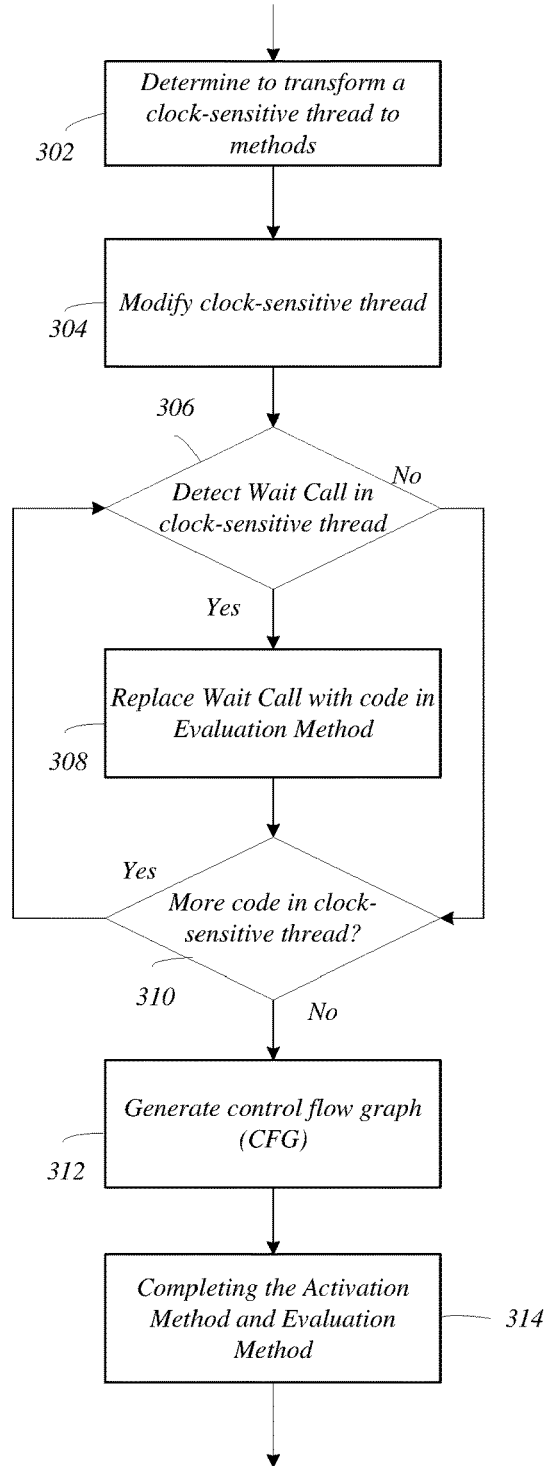 Determine to transform a
clock-sensitive thread to
methods
302
Modify clock-sensitive thread
304
306
No
Detect Wait Call in
clock-sensitive thread
Yes
Replace Wait Call with code in
Evaluation Method
308
Yes
More code in clock-
sensitive thread?
310
No
Generate control flow graph
(CFG)
312
Completing the Activation
Method and Evaluation
Method
314